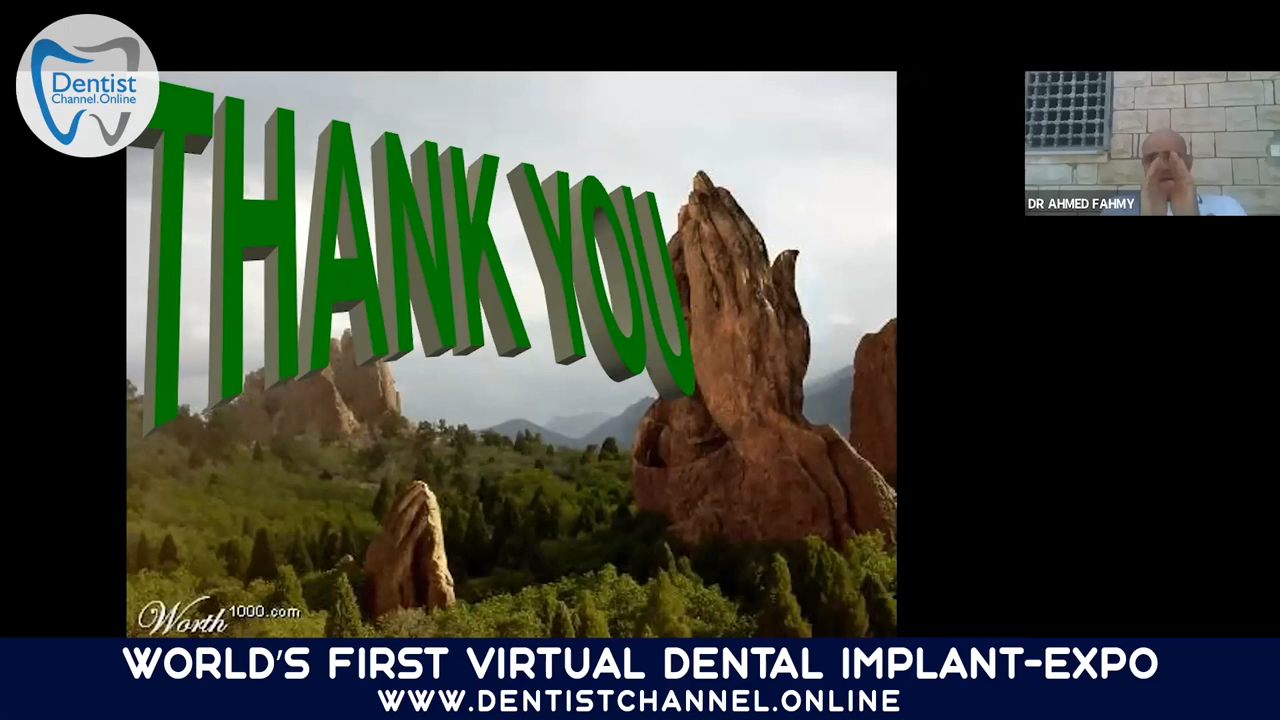 Dentist
Channel.Online
THANK YOU
DR AHMED FAHMY
Worth1000.com
WORLD'S FIRST VIRTUAL DENTAL IMPLANT-EXPO
WWW.DENTISTCHANNEL.ONLINE